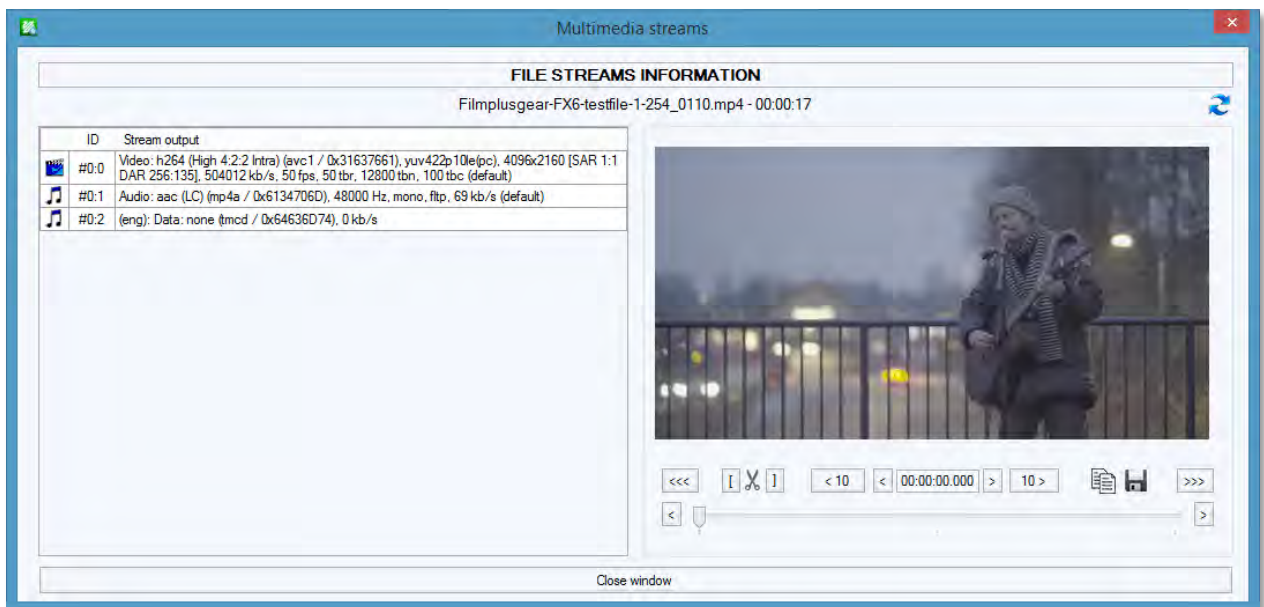 Multimedia streams
FILE STREAMS INFORMATION
Filmplusgear-FX6-testfile-1-254_0110.mp4 - 00:00:17
ID Stream output
#0:0 Video: h264 (High 4:2:2 Intra) (avc1 / 0x31637661), yuv422p10le(pc), 4096x2160 [SAR 1:1
DAR 256:135], 504012 kb/s, 50 fps, 50 tbr, 12800 tbn, 100 tbc (default)
#0:1 Audio: aac (LC) (mp4a / 0x6134706D), 48000 Hz, mono, fltp, 69 kb/s (default)
#0:2 (eng): Data: none (tmcd / 0x64636D74), 0 kb/s
<<< [ ] < 10 < 00:00:00.000 > 10 > >>>
< >
Close window